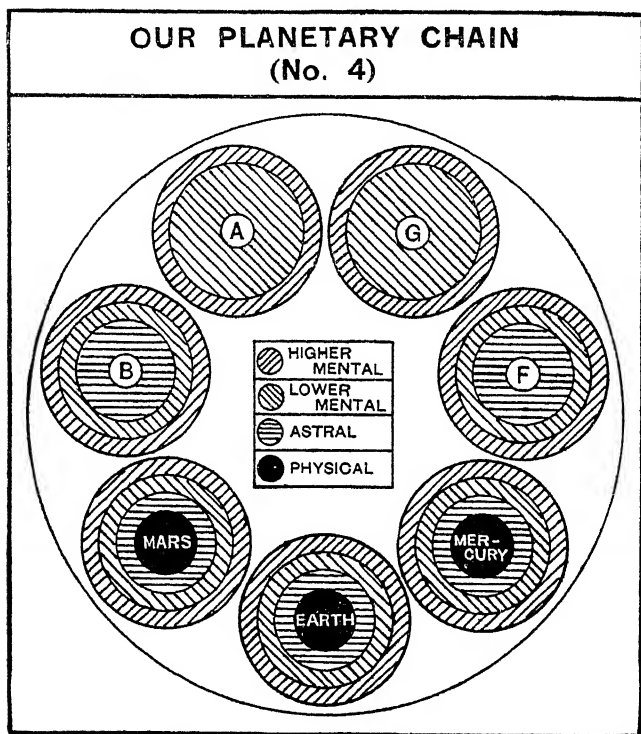 OUR PLANETARY CHAIN
(No. 4)
A
G
B
F
HIGHER
MENTAL
LOWER
MENTAL
ASTRAL
PHYSICAL
MARS
MER-
CURY
EARTH